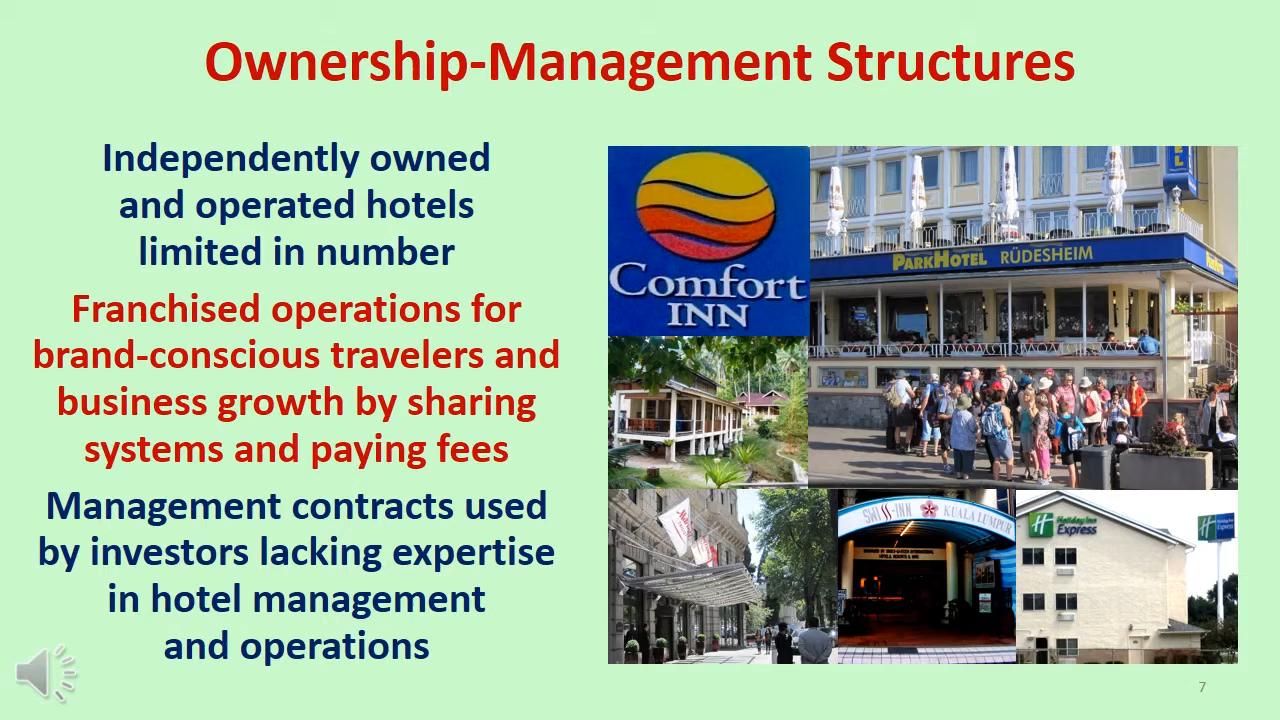 Ownership-Management Structures
Independently owned
and operated hotels
limited in number
Franchised operations for
brand-conscious travelers and
business growth by sharing
systems and paying fees
Management contracts used
by investors lacking expertise
in hotel management
and operations
Comfort
INN
PARKHOTEL RÜDESHEIM
EL
Marriott
SWISS-INN KUALA LUMPUR
Holiday Inn
Express
7